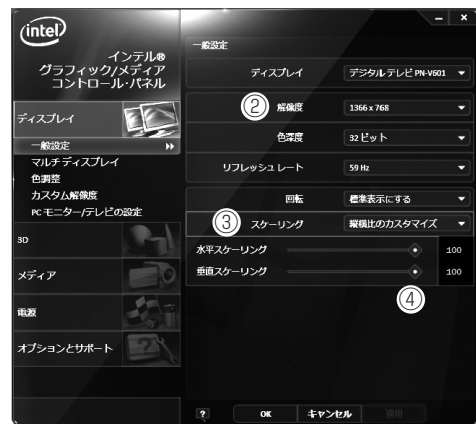 intel
インテル®
グラフィック/メディア
コントロール・パネル
ディスプレイ
一般設定
マルチディスプレイ
色調整
カスタム解像度
PC モニター/テレビの設定
3D
メディア
電源
オプションとサポート
一般設定
ディスプレイ デジタル テレビ PN-V601
② 解像度 1366 x 768
色深度 32 ビット
リフレッシュ レート 59 Hz
回転 標準表示にする
③ スケーリング 縦横比のカスタマイズ
水平スケーリング 100
垂直スケーリング 100
④
? OK キャンセル 適用